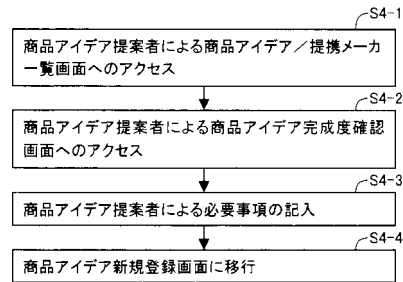 S4-1
商品アイデア提案者による商品アイデア／提携メーカ
一覧画面へのアクセス
S4-2
商品アイデア提案者による商品アイデア完成度確認
画面へのアクセス
S4-3
商品アイデア提案者による必要事項の記入
S4-4
商品アイデア新規登録画面に移行